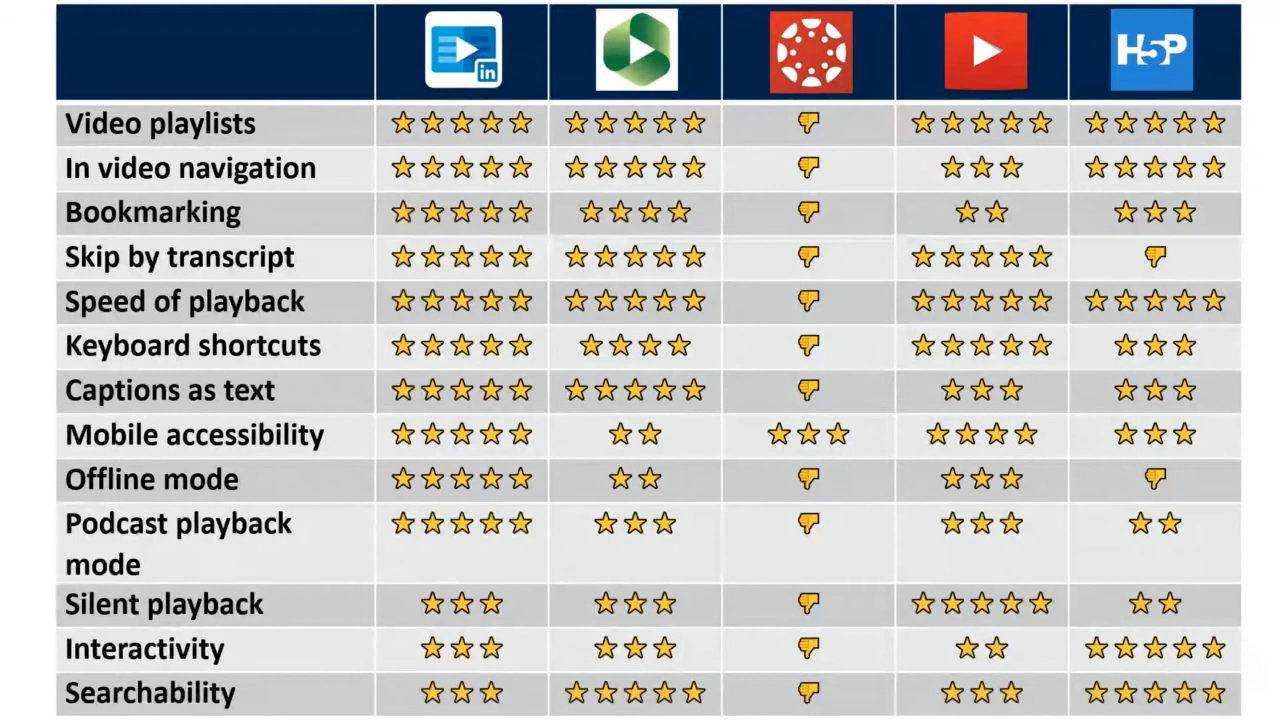 in
H5P
Video playlists
In video navigation
Bookmarking
Skip by transcript
Speed of playback
Keyboard shortcuts
Captions as text
Mobile accessibility
Offline mode
Podcast playback
mode
Silent playback
Interactivity
Searchability